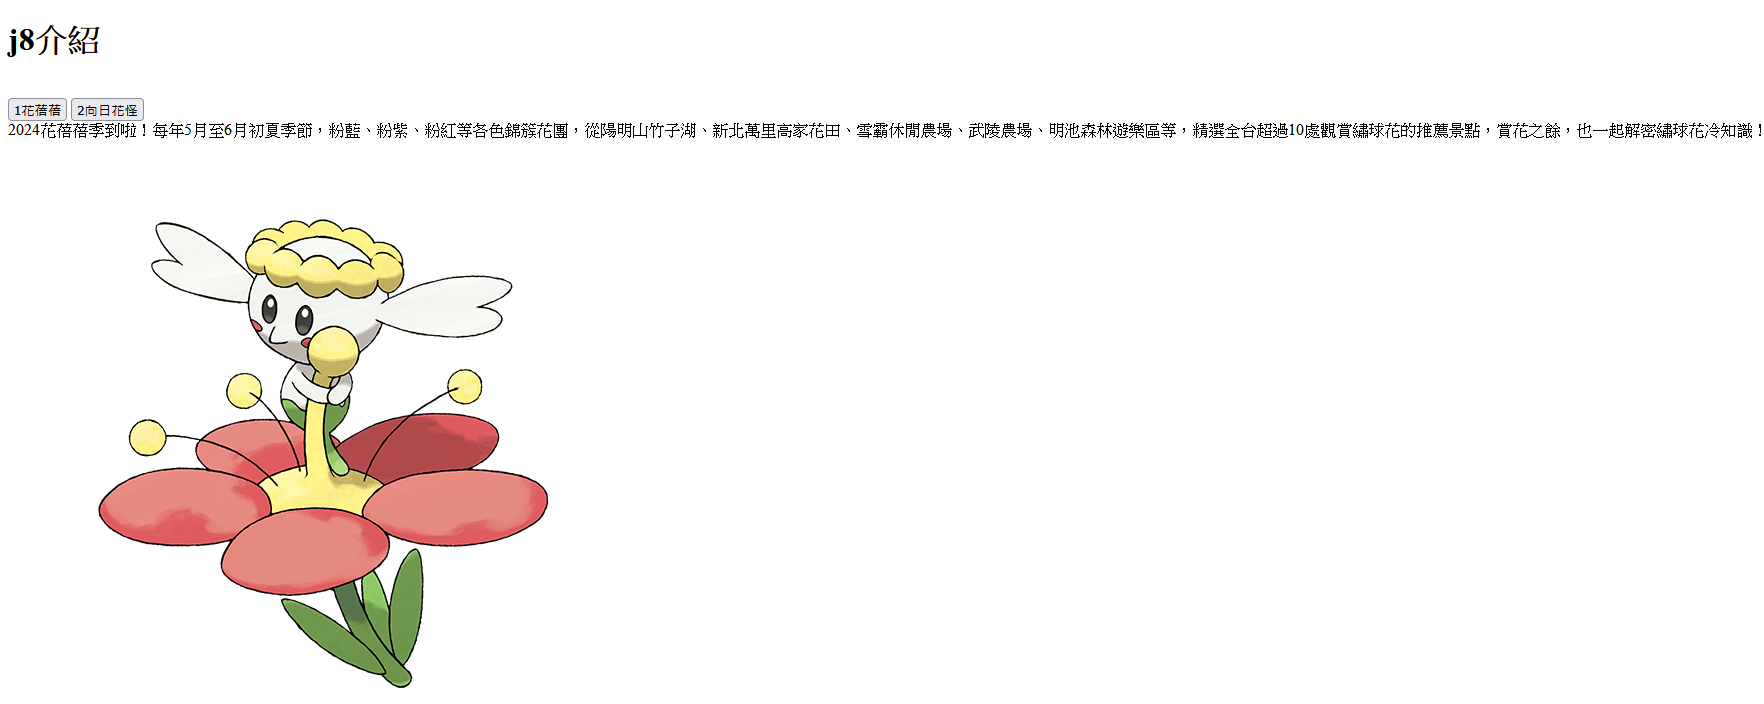 j8介紹
1花蓓蓓 2向日花怪
2024花蓓蓓季到啦！每年5月至6月初夏季節，粉藍、粉紫、粉紅等各色錦簇花團，從陽明山竹子湖、新北萬里高家花田、雪霸休閒農場、武陵農場、明池森林遊樂區等，精選全台超過10處觀賞繡球花的推薦景點，賞花之餘，也一起解密繡球花冷知識！